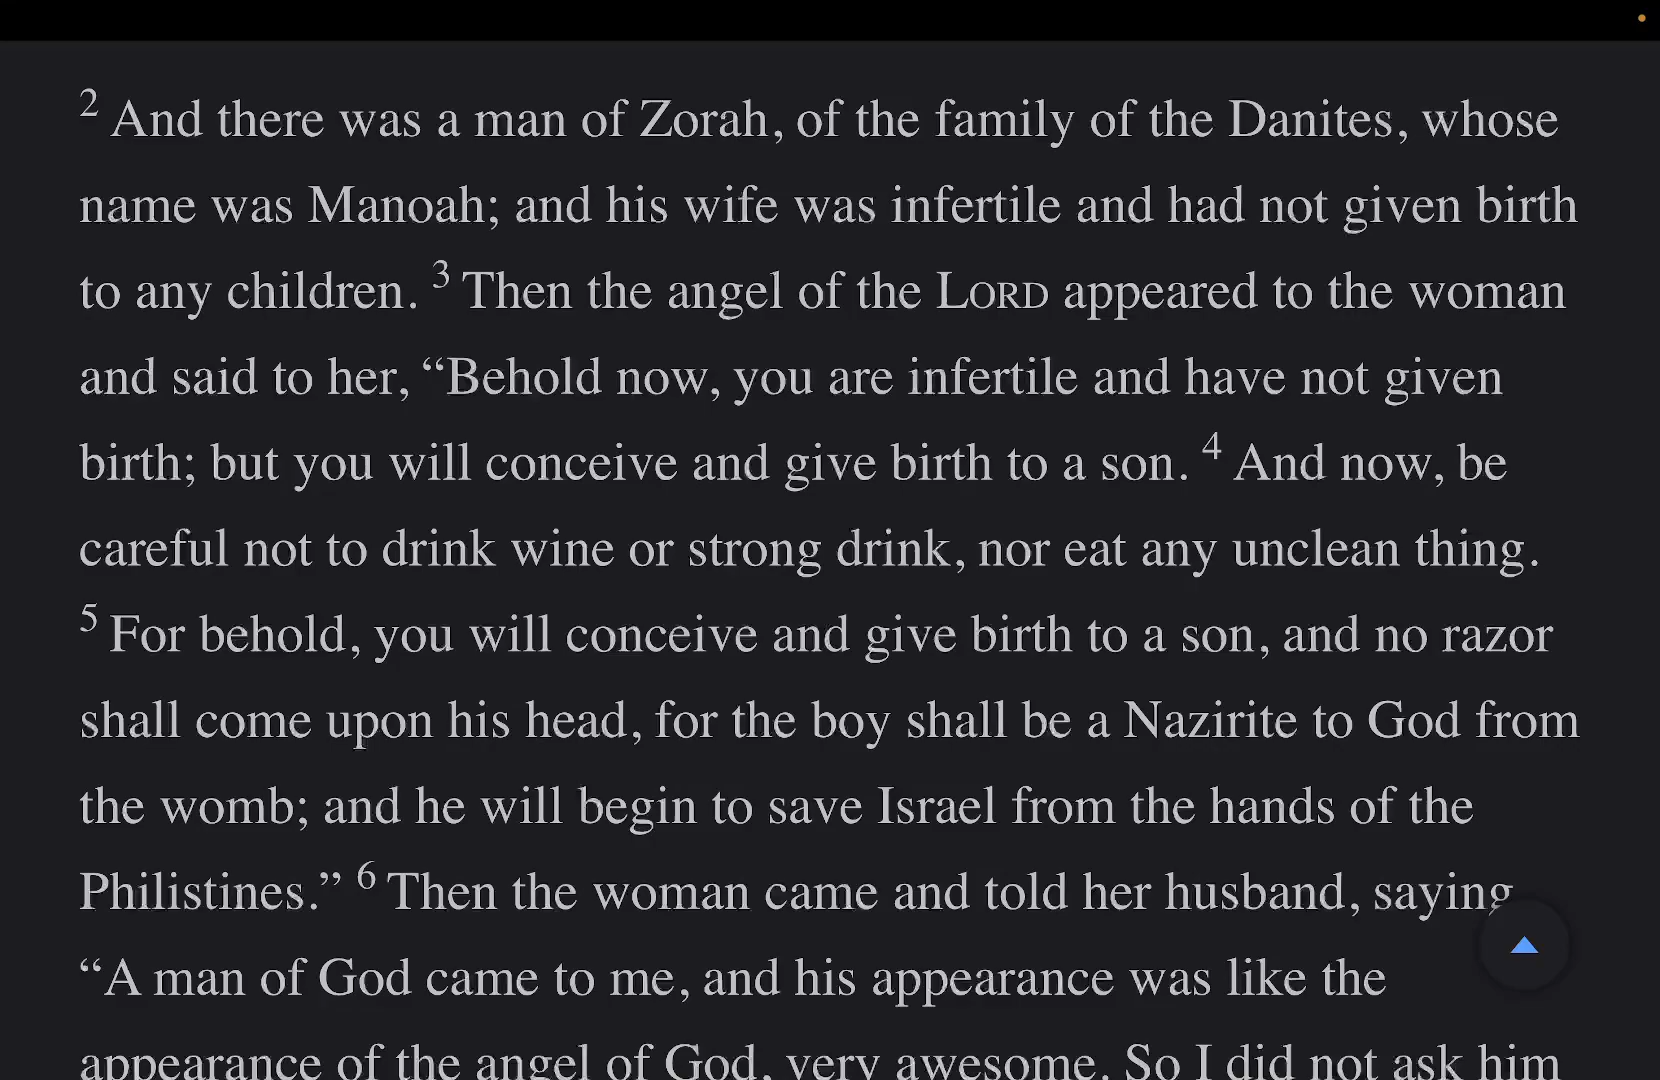 2 And there was a man of Zorah, of the family of the Danites, whose
name was Manoah; and his wife was infertile and had not given birth
to any children. 3 Then the angel of the LORD appeared to the woman
and said to her, “Behold now, you are infertile and have not given
birth; but you will conceive and give birth to a son. 4 And now, be
careful not to drink wine or strong drink, nor eat any unclean thing.
5 For behold, you will conceive and give birth to a son, and no razor
shall come upon his head, for the boy shall be a Nazirite to God from
the womb; and he will begin to save Israel from the hands of the
Philistines.” 6 Then the woman came and told her husband, saying
“A man of God came to me, and his appearance was like the
appearance of the angel of God, very awesome. So I did not ask him